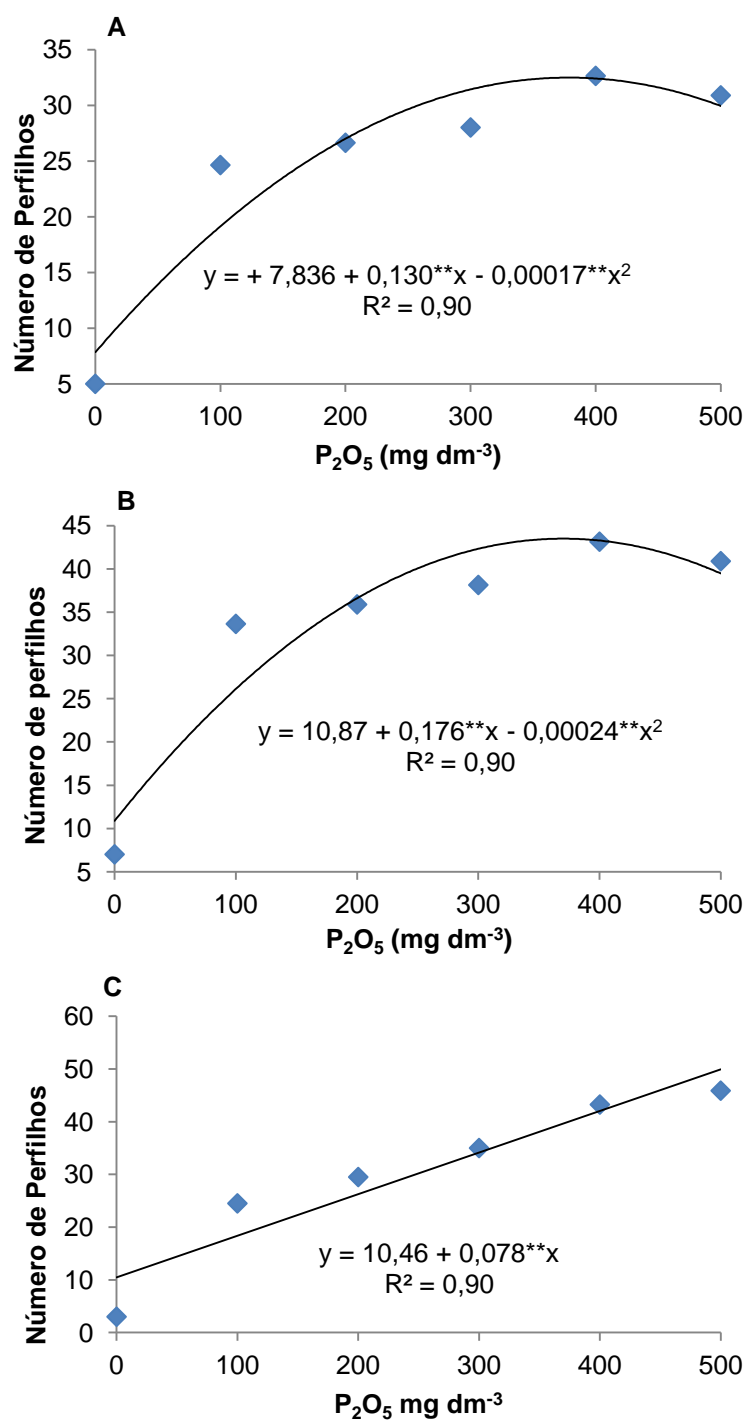 A
Número de Perfilhos
35
30
25
20
15
10
5
y = + 7,836 + 0,130**x - 0,00017**x²
R² = 0,90
0 100 200 300 400 500
P₂O₅ (mg dm⁻³)
B
Número de perfilhos
45
40
35
30
25
20
15
10
5
y = 10,87 + 0,176**x - 0,00024**x²
R² = 0,90
0 100 200 300 400 500
P₂O₅ (mg dm⁻³)
C
Número de Perfilhos
60
50
40
30
20
10
0
y = 10,46 + 0,078**x
R² = 0,90
0 100 200 300 400 500
P₂O₅ mg dm⁻³